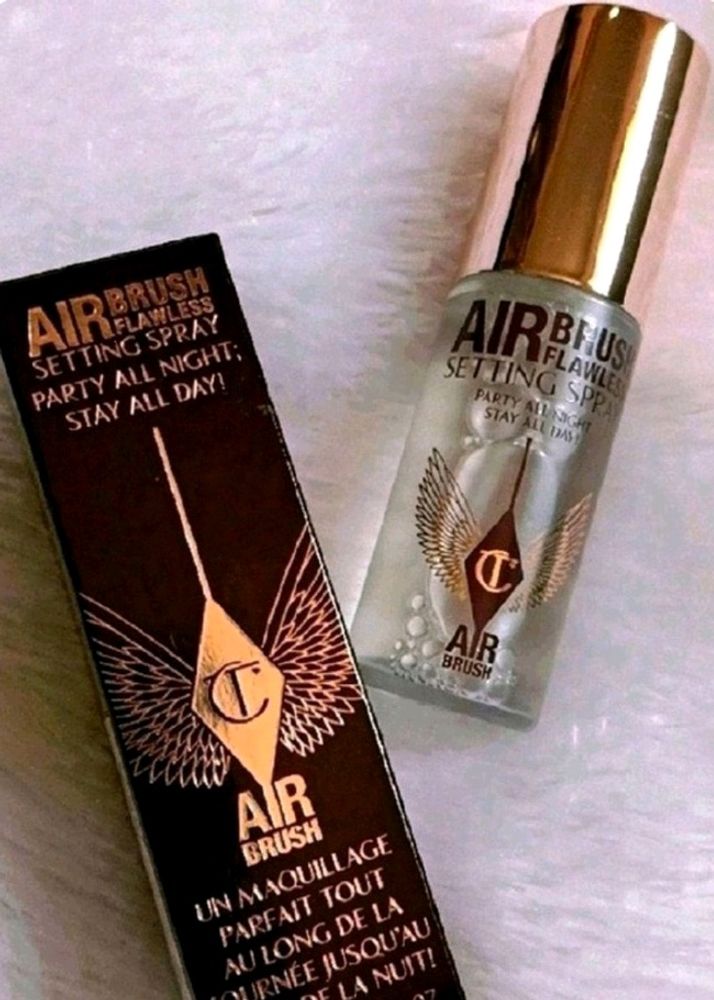 AIRBRUSH
FLAWLESS
SETTING SPRAY
PARTY ALL NIGHT;
STAY ALL DAY!
CT
AIR
BRUSH
UN MAQUILLAGE
PARFAIT TOUT
AU LONG DE LA
JOURNÉE JUSQU'AU
DE LA NUIT!
AIRBRUSH
FLAWLESS
SETTING SPRAY
PARTY ALL NIGHT
STAY ALL DAY!
CT
AIR
BRUSH